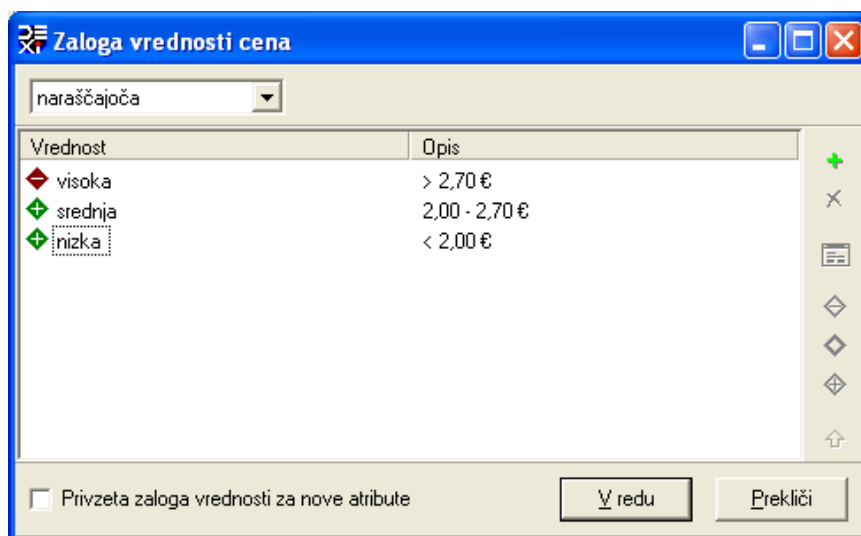 Zaloga vrednosti cena
naraščajoča
Vrednost Opis
visoka > 2,70 €
srednja 2,00 - 2,70 €
nizka < 2,00 €
Privzeta zaloga vrednosti za nove atribute V redu Prekliči